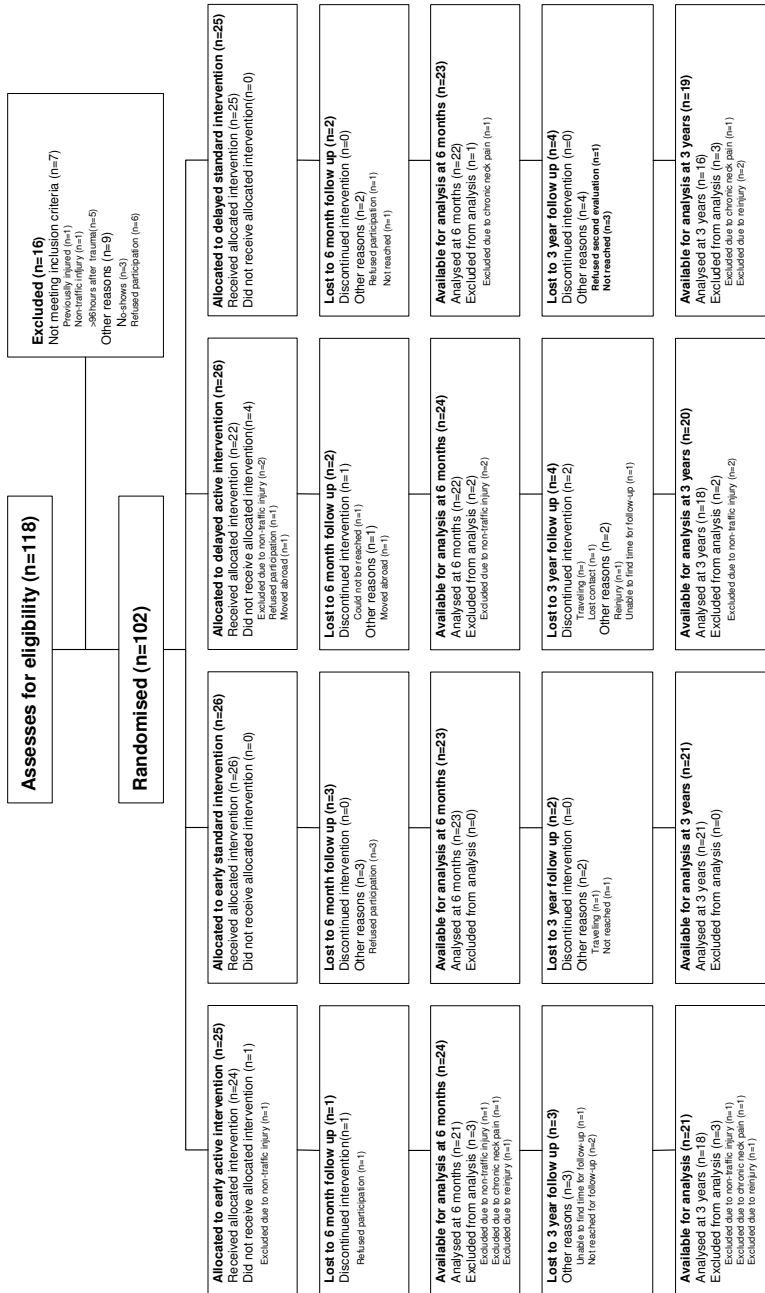 Assesses for eligibility (n=118)
Excluded (n=16)
Not meeting inclusion criteria (n=7)
Previously injured (n=1)
Non-traffic injury (n=1)
>96hours after trauma(n=5)
Other reasons (n=9)
No-shows (n=3)
Refused participation (n=6)
Randomised (n=102)
Allocated to early active intervention (n=25)
Received allocated intervention (n=24)
Did not receive allocated intervention (n=1)
Excluded due to non-traffic injury (n=1)
Lost to 6 month follow up (n=1)
Discontinued intervention(n=1)
Refused participation (n=1)
Available for analysis at 6 months (n=24)
Analysed at 6 months (n=21)
Excluded from analysis (n=3)
Excluded due to non-traffic injury (n=1)
Excluded due to chronic neck pain (n=1)
Excluded due to reinjury (n=1)
Lost to 3 year follow up (n=3)
Other reasons (n=3)
Unable to find time for follow-up (n=1)
Not reached for follow-up (n=2)
Available for analysis (n=21)
Analysed at 3 years (n=18)
Excluded from analysis (n=3)
Excluded due to non-traffic injury (n=1)
Excluded due to chronic neck pain (n=1)
Excluded due to reinjury (n=1)
Allocated to early standard intervention (n=26)
Received allocated intervention (n=26)
Did not receive allocated intervention (n=0)
Lost to 6 month follow up (n=3)
Discontinued intervention (n=0)
Other reasons (n=3)
Refused participation (n=3)
Available for analysis at 6 months (n=23)
Analysed at 6 months (n=23)
Excluded from analysis (n=0)
Lost to 3 year follow up (n=2)
Discontinued intervention (n=0)
Other reasons (n=2)
Traveling (n=1)
Not reached (n=1)
Available for analysis at 3 years (n=21)
Analysed at 3 years (n=21)
Excluded from analysis (n=0)
Allocated to delayed active intervention (n=26)
Received allocated intervention (n=22)
Did not receive allocated intervention(n=4)
Excluded due to non-traffic injury (n=2)
Refused participation (n=1)
Moved abroad (n=1)
Lost to 6 month follow up (n=2)
Discontinued intervention (n=1)
Could not be reached (n=1)
Other reasons (n=1)
Moved abroad (n=1)
Available for analysis at 6 months (n=24)
Analysed at 6 months (n=22)
Excluded from analysis (n=2)
Excluded due to non-traffic injury (n=2)
Lost to 3 year follow up (n=4)
Discontinued intervention (n=2)
Traveling (n=)
Lost contact (n=1)
Other reasons (n=2)
Reinjury (n=1)
Unable to find time for follow-up (n=1)
Available for analysis at 3 years (n=20)
Analysed at 3 years (n=18)
Excluded from analysis (n=2)
Excluded due to non-traffic injury (n=2)
Allocated to delayed standard intervention (n=25)
Received allocated intervention (n=25)
Did not receive allocated intervention(n=0)
Lost to 6 month follow up (n=2)
Discontinued intervention (n=0)
Other reasons (n=2)
Refused participation (n=1)
Not reached (n=1)
Available for analysis at 6 months (n=23)
Analysed at 6 months (n=22)
Excluded from analysis (n=1)
Excluded due to chronic neck pain (n=1)
Lost to 3 year follow up (n=4)
Discontinued intervention (n=0)
Other reasons (n=4)
Refused second evaluation (n=1)
Not reached (n=3)
Available for analysis at 3 years (n=19)
Analysed at 3 years (n=16)
Excluded from analysis (n=3)
Excluded due to chronic neck pain (n=1)
Excluded due to reinjury (n=2)